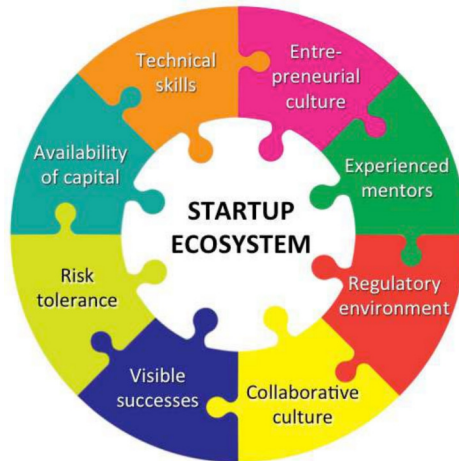 Technical
skills
Entre-
preneurial
culture
Availability
of capital
Experienced
mentors
STARTUP
ECOSYSTEM
Risk
tolerance
Regulatory
environment
Visible
successes
Collaborative
culture